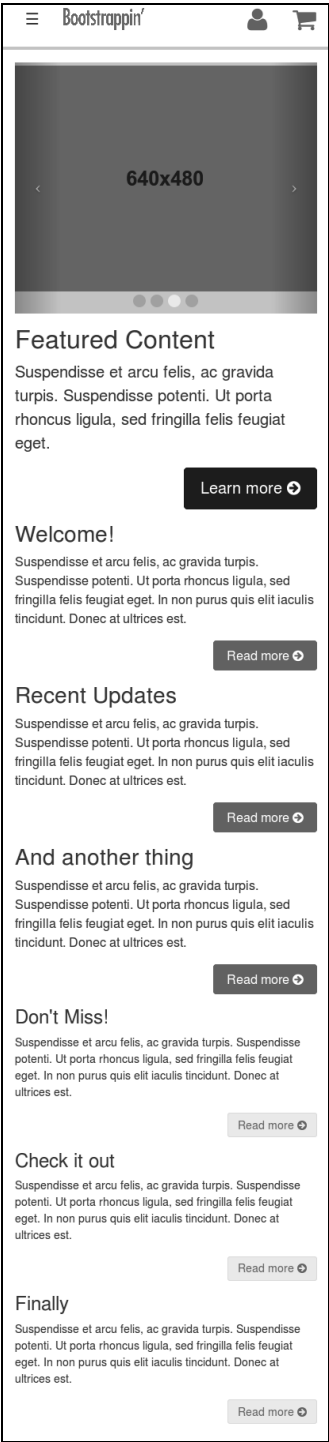 Bootstrappin'
640x480
Featured Content
Suspendisse et arcu felis, ac gravida
turpis. Suspendisse potenti. Ut porta
rhoncus ligula, sed fringilla felis feugiat
eget.
Learn more
Welcome!
Suspendisse et arcu felis, ac gravida turpis.
Suspendisse potenti. Ut porta rhoncus ligula, sed
fringilla felis feugiat eget. In non purus quis elit iaculis
tincidunt. Donec at ultrices est.
Read more
Recent Updates
Suspendisse et arcu felis, ac gravida turpis.
Suspendisse potenti. Ut porta rhoncus ligula, sed
fringilla felis feugiat eget. In non purus quis elit iaculis
tincidunt. Donec at ultrices est.
Read more
And another thing
Suspendisse et arcu felis, ac gravida turpis.
Suspendisse potenti. Ut porta rhoncus ligula, sed
fringilla felis feugiat eget. In non purus quis elit iaculis
tincidunt. Donec at ultrices est.
Read more
Don't Miss!
Suspendisse et arcu felis, ac gravida turpis. Suspendisse
potenti. Ut porta rhoncus ligula, sed fringilla felis feugiat
eget. In non purus quis elit iaculis tincidunt. Donec at
ultrices est.
Read more
Check it out
Suspendisse et arcu felis, ac gravida turpis. Suspendisse
potenti. Ut porta rhoncus ligula, sed fringilla felis feugiat
eget. In non purus quis elit iaculis tincidunt. Donec at
ultrices est.
Read more
Finally
Suspendisse et arcu felis, ac gravida turpis. Suspendisse
potenti. Ut porta rhoncus ligula, sed fringilla felis feugiat
eget. In non purus quis elit iaculis tincidunt. Donec at
ultrices est.
Read more